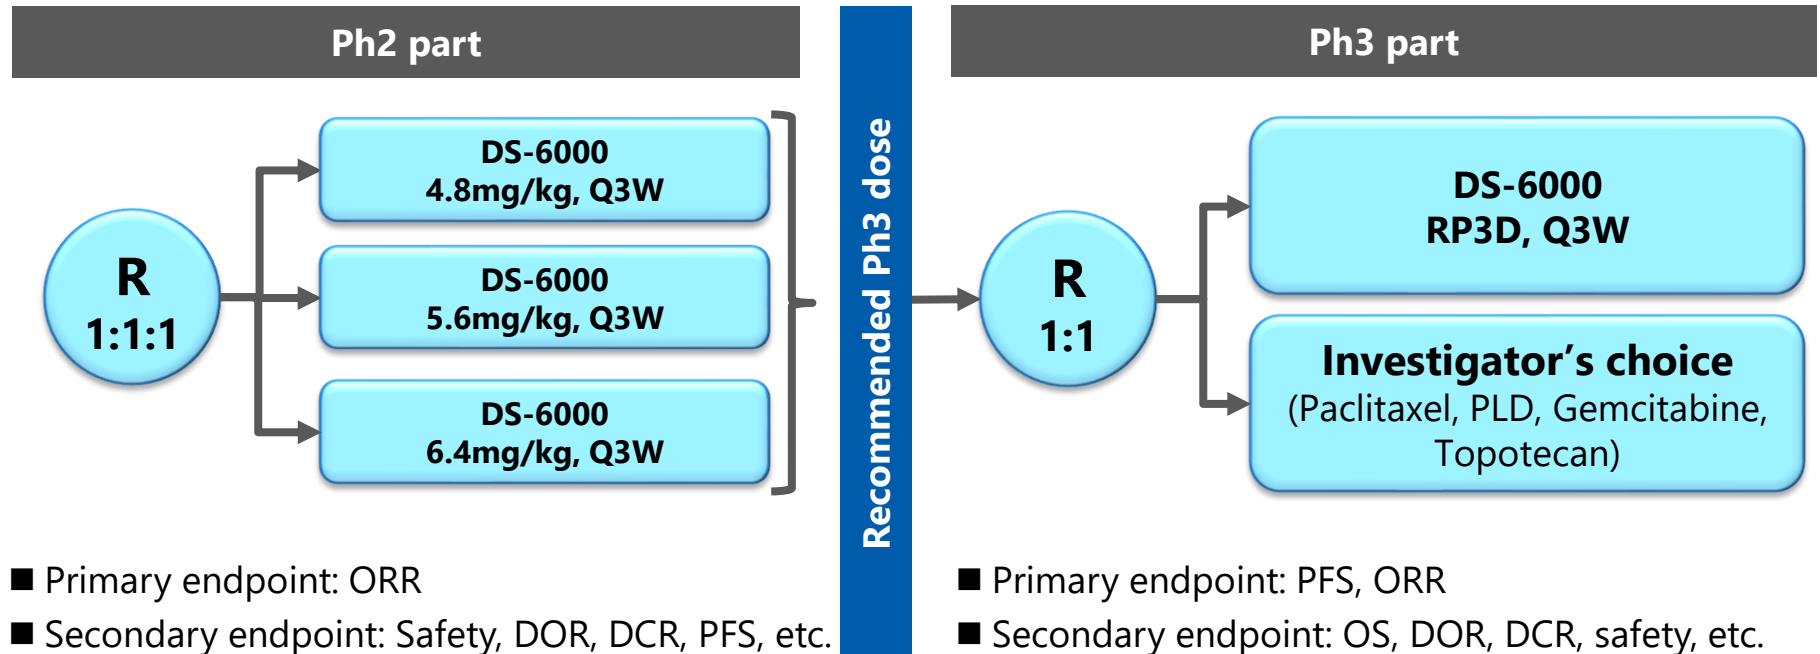 Ph2 part
R
1:1:1
DS-6000
4.8mg/kg, Q3W
DS-6000
5.6mg/kg, Q3W
DS-6000
6.4mg/kg, Q3W
■ Primary endpoint: ORR
■ Secondary endpoint: Safety, DOR, DCR, PFS, etc.
Recommended Ph3 dose
Ph3 part
R
1:1
DS-6000
RP3D, Q3W
Investigator’s choice
(Paclitaxel, PLD, Gemcitabine,
Topotecan)
■ Primary endpoint: PFS, ORR
■ Secondary endpoint: OS, DOR, DCR, safety, etc.